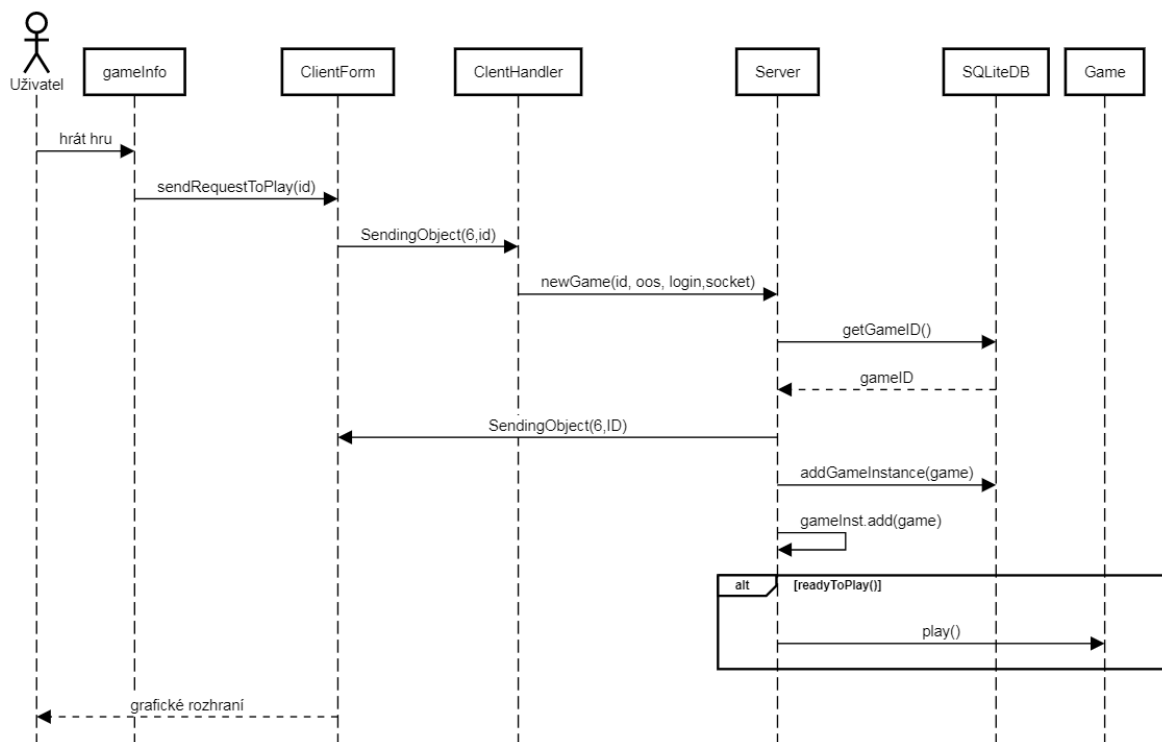 Uživatel
gameInfo
ClientForm
ClentHandler
Server
SQLiteDB
Game
hrát hru
sendRequestToPlay(id)
SendingObject(6,id)
newGame(id, oos, login,socket)
getGameID()
gameID
SendingObject(6,ID)
addGameInstance(game)
gameInst.add(game)
alt
[readyToPlay()]
play()
grafické rozhraní